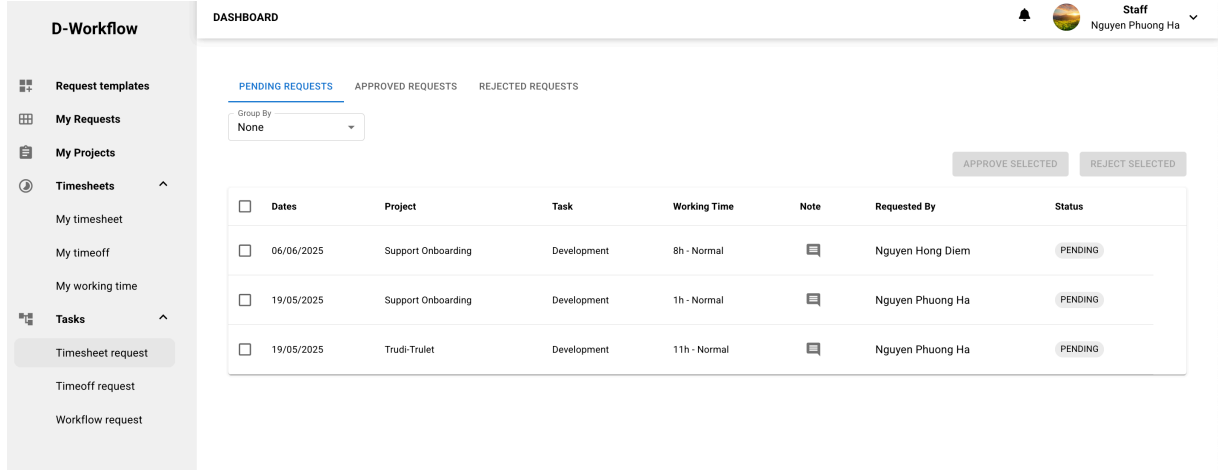 D-Workflow
DASHBOARD
Staff
Nguyen Phuong Ha
Request templates
My Requests
My Projects
Timesheets
My timesheet
My timeoff
My working time
Tasks
Timesheet request
Timeoff request
Workflow request
PENDING REQUESTS APPROVED REQUESTS REJECTED REQUESTS
Group By
None
APPROVE SELECTED REJECT SELECTED
Dates Project Task Working Time Note Requested By Status
06/06/2025 Support Onboarding Development 8h - Normal Nguyen Hong Diem PENDING
19/05/2025 Support Onboarding Development 1h - Normal Nguyen Phuong Ha PENDING
19/05/2025 Trudi-Trulet Development 11h - Normal Nguyen Phuong Ha PENDING